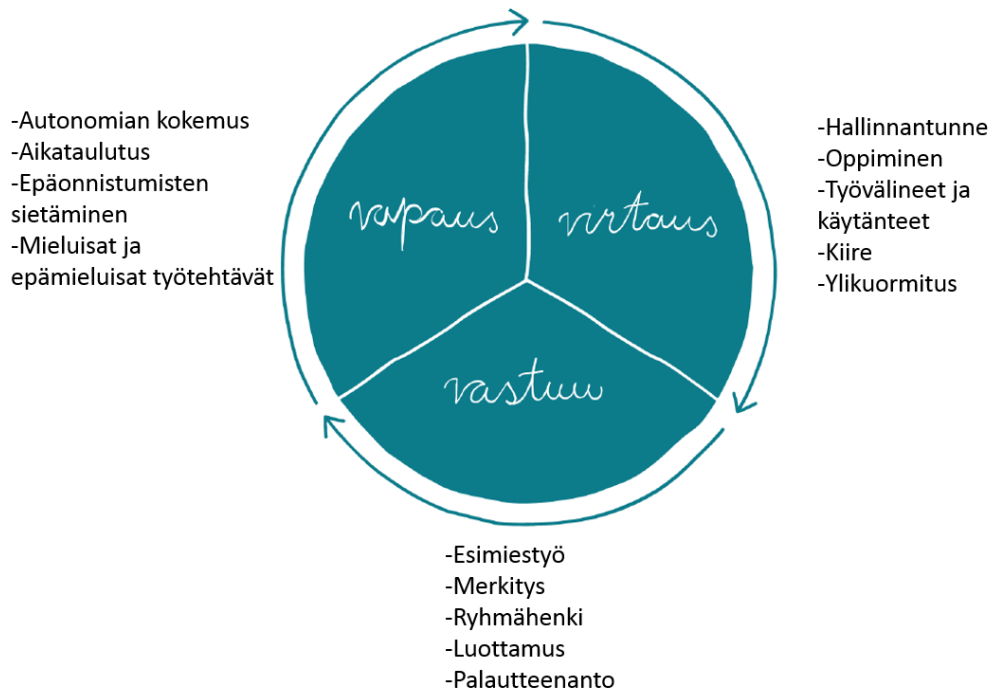 -Autonomian kokemus
-Aikataulutus
-Epäonnistumisten
sietäminen
-Mieluisat ja
epämieluisat työtehtävät
vapaus
virtaus
-Hallinnantunne
-Oppiminen
-Työvälineet ja
käytänteet
-Kiire
-Ylikuormitus
vastuu
-Esimiestyö
-Merkitys
-Ryhmähenki
-Luottamus
-Palautteenanto